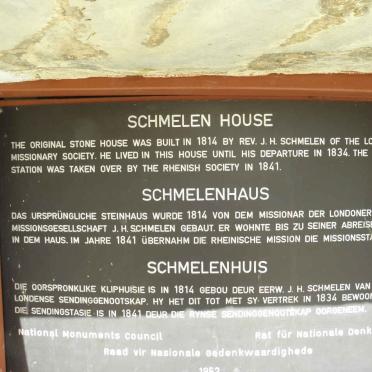 SCHMELEN HOUSE
THE ORIGINAL STONE HOUSE WAS BUILT IN 1814 BY REV. J. H. SCHMELEN OF THE LO
MISSIONARY SOCIETY. HE LIVED IN THIS HOUSE UNTIL HIS DEPARTURE IN 1834. THE
STATION WAS TAKEN OVER BY THE RHENISH SOCIETY IN 1841.
SCHMELENHAUS
DAS URSPRÜNGLICHE STEINHAUS WURDE 1814 VON DEM MISSIONAR DER LONDONER
MISSIONSGESELLSCHAFT J. H. SCHMELEN GEBAUT. ER WOHNTE BIS ZU SEINER ABREISE
IN DEM HAUS. IM JAHRE 1841 ÜBERNAHM DIE RHEINISCHE MISSION DIE MISSIONSSTA
SCHMELENHUIS
DIE OORSPRONKLIKE KLIPHUISIE IS IN 1814 GEBOU DEUR EERW. J. H. SCHMELEN VAN
LONDENSE SENDINGGENOOTSKAP. HY HET DIT TOT SY VERTREK IN 1834 BEWOON
DIE SENDINGSTASIE IS IN 1841 DEUR DIE RYNSE SENDINGGENOOTSKAP OORGENEEM.
National Monuments Council Rat für Nationale Denk
Raad vir Nasionale Gedenkwaardighede
1952